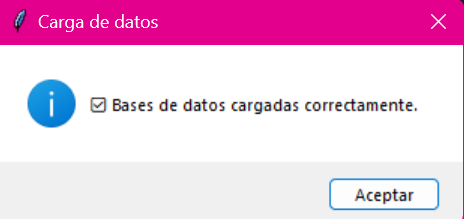 Carga de datos
☑ Bases de datos cargadas correctamente.
Aceptar